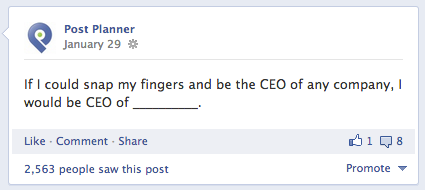 Post Planner
January 29
If I could snap my fingers and be the CEO of any company, I
would be CEO of __________.
Like · Comment · Share 1 8
2,563 people saw this post Promote